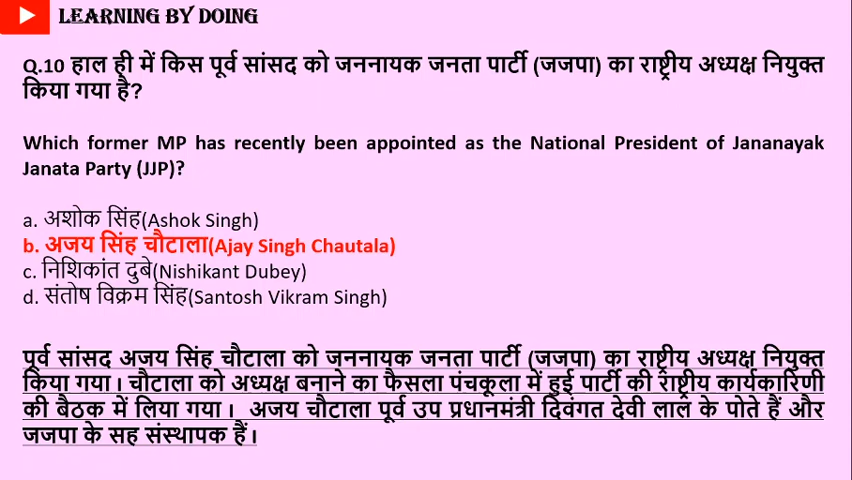 LEARNING BY DOING
Q.10 हाल ही में किस पूर्व सांसद को जननायक जनता पार्टी (जजपा) का राष्ट्रीय अध्यक्ष नियुक्त
किया गया है?
Which former MP has recently been appointed as the National President of Jananayak
Janata Party (JJP)?
a. अशोक सिंह(Ashok Singh)
b. अजय सिंह चौटाला(Ajay Singh Chautala)
c. निशिकांत दुबे(Nishikant Dubey)
d. संतोष विक्रम सिंह(Santosh Vikram Singh)
पूर्व सांसद अजय सिंह चौटाला को जननायक जनता पार्टी (जजपा) का राष्ट्रीय अध्यक्ष नियुक्त
किया गया। चौटाला को अध्यक्ष बनाने का फैसला पंचकूला में हुई पार्टी की राष्ट्रीय कार्यकारिणी
की बैठक में लिया गया। अजय चौटाला पूर्व उप प्रधानमंत्री दिवंगत देवी लाल के पोते हैं और
जजपा के सह संस्थापक हैं।